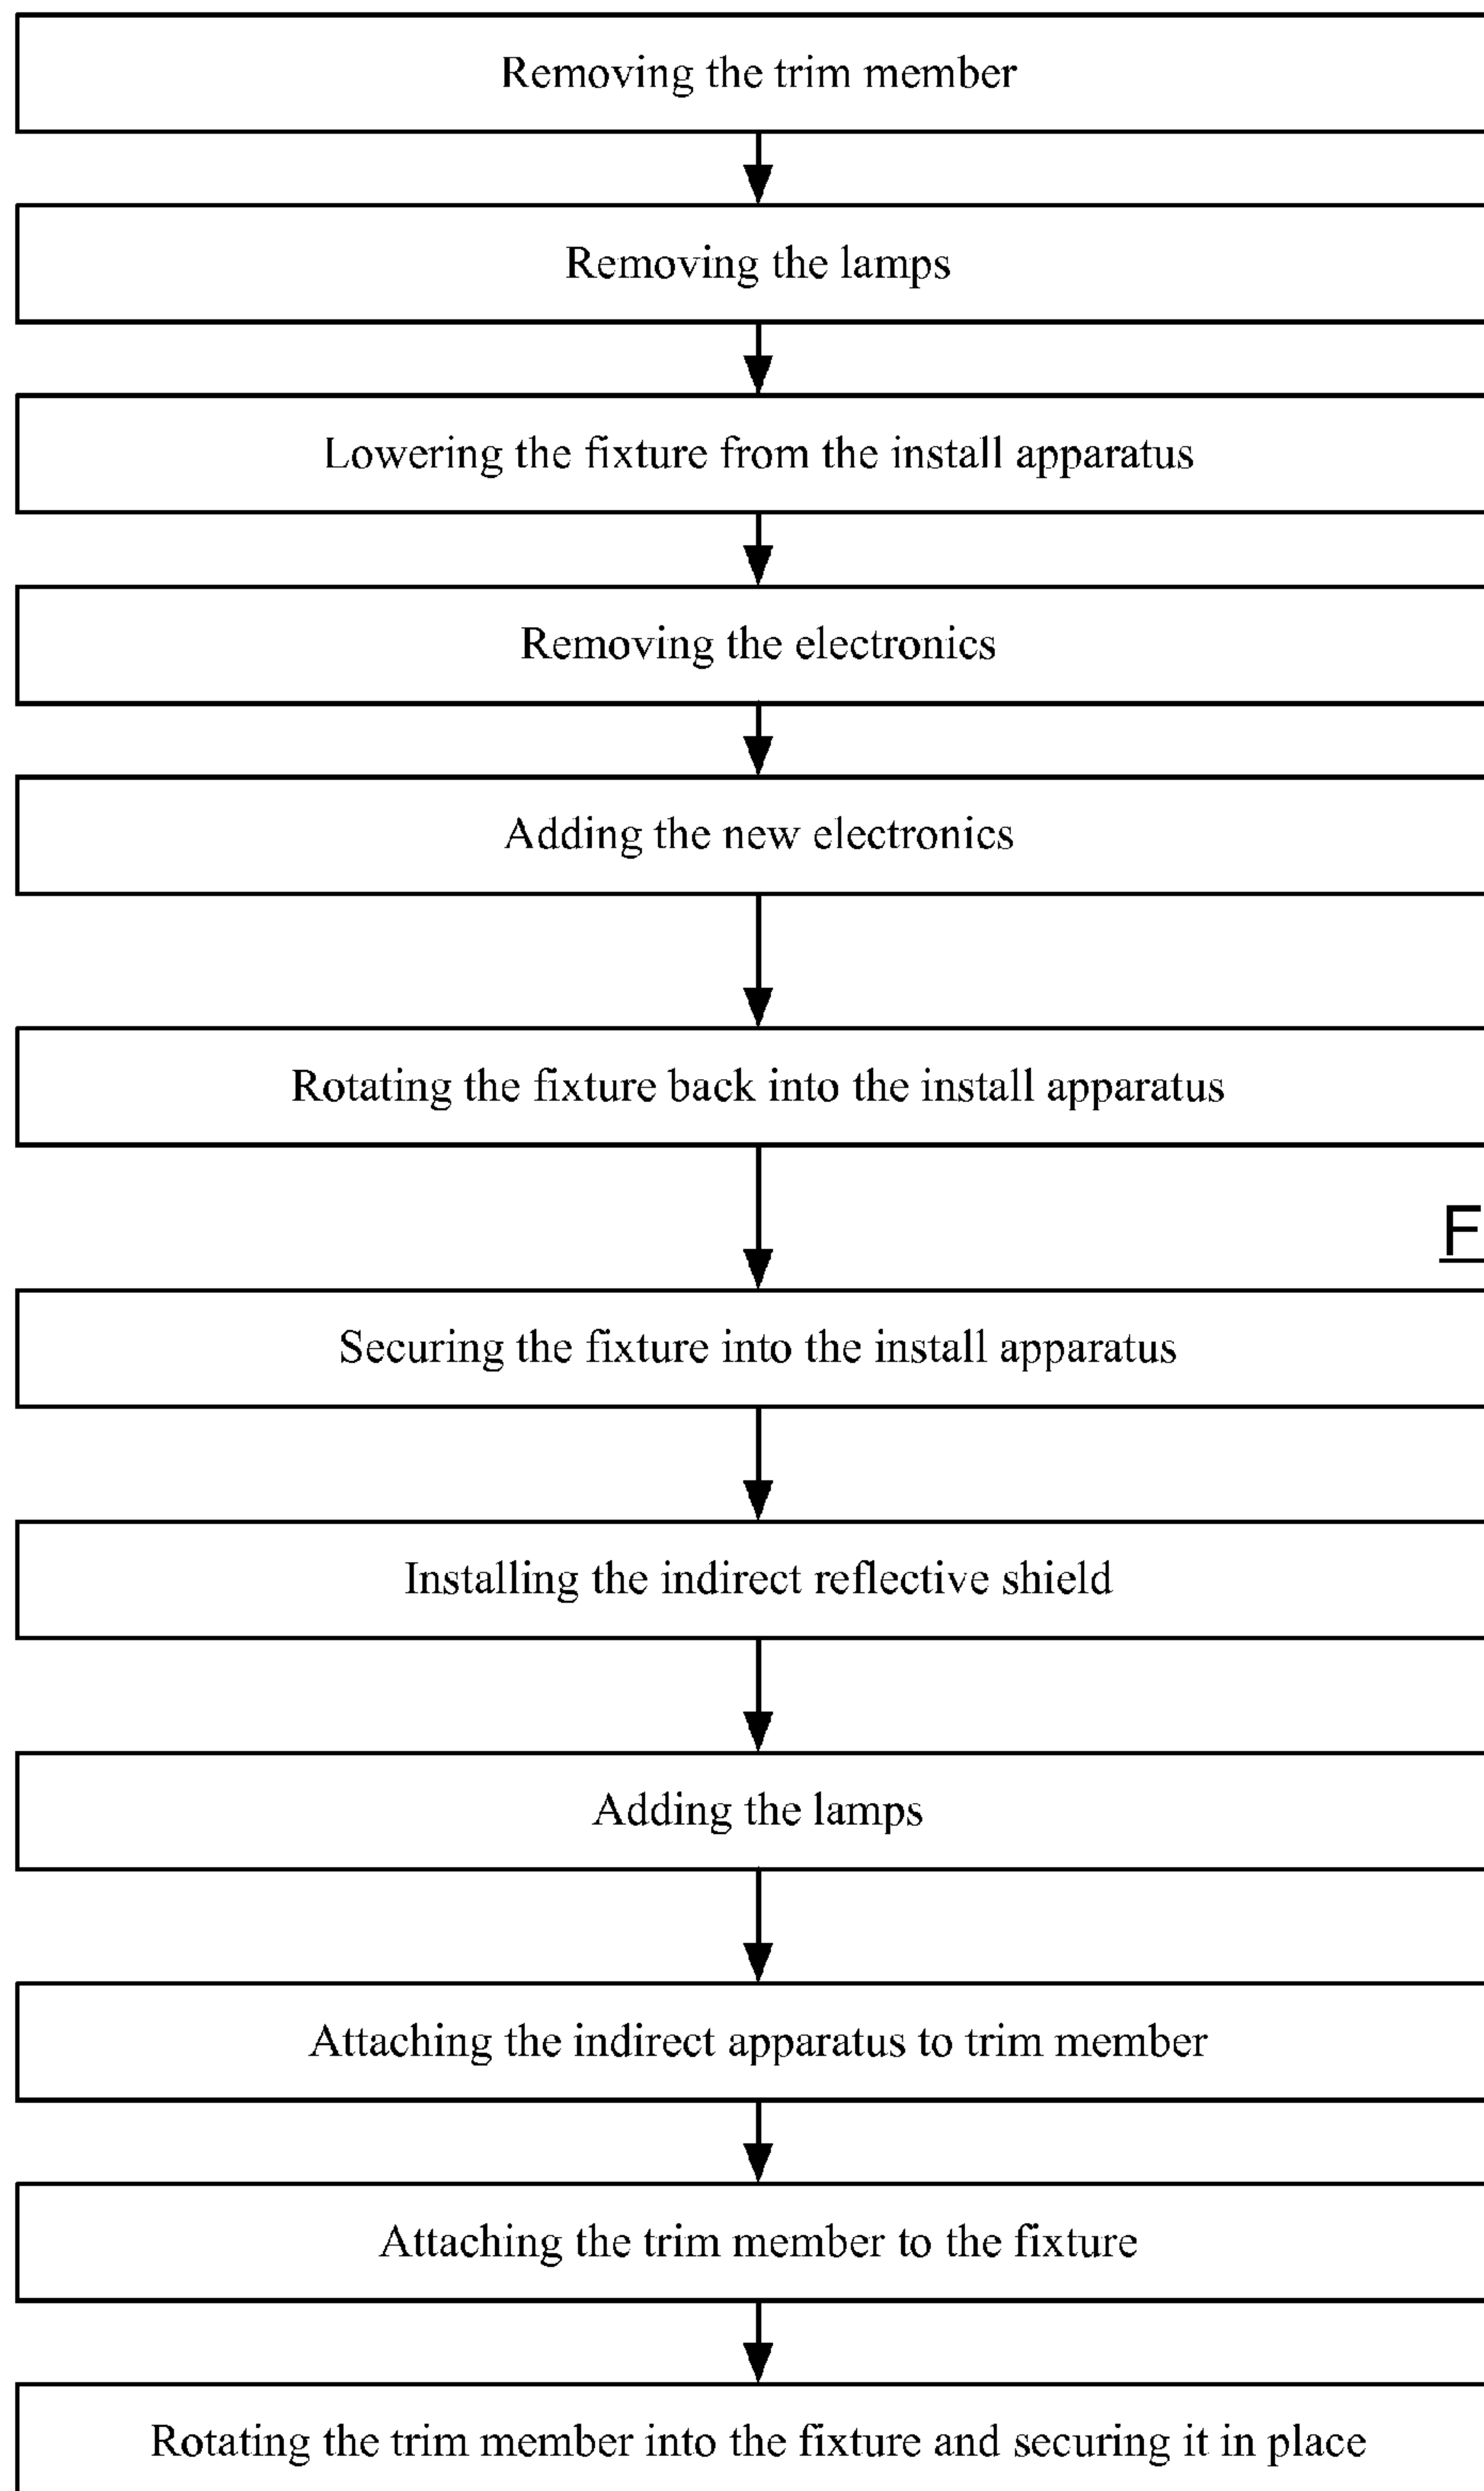 Removing the trim member
Removing the lamps
Lowering the fixture from the install apparatus
Removing the electronics
Adding the new electronics
Rotating the fixture back into the install apparatus
F
Securing the fixture into the install apparatus
Installing the indirect reflective shield
Adding the lamps
Attaching the indirect apparatus to trim member
Attaching the trim member to the fixture
Rotating the trim member into the fixture and securing it in place